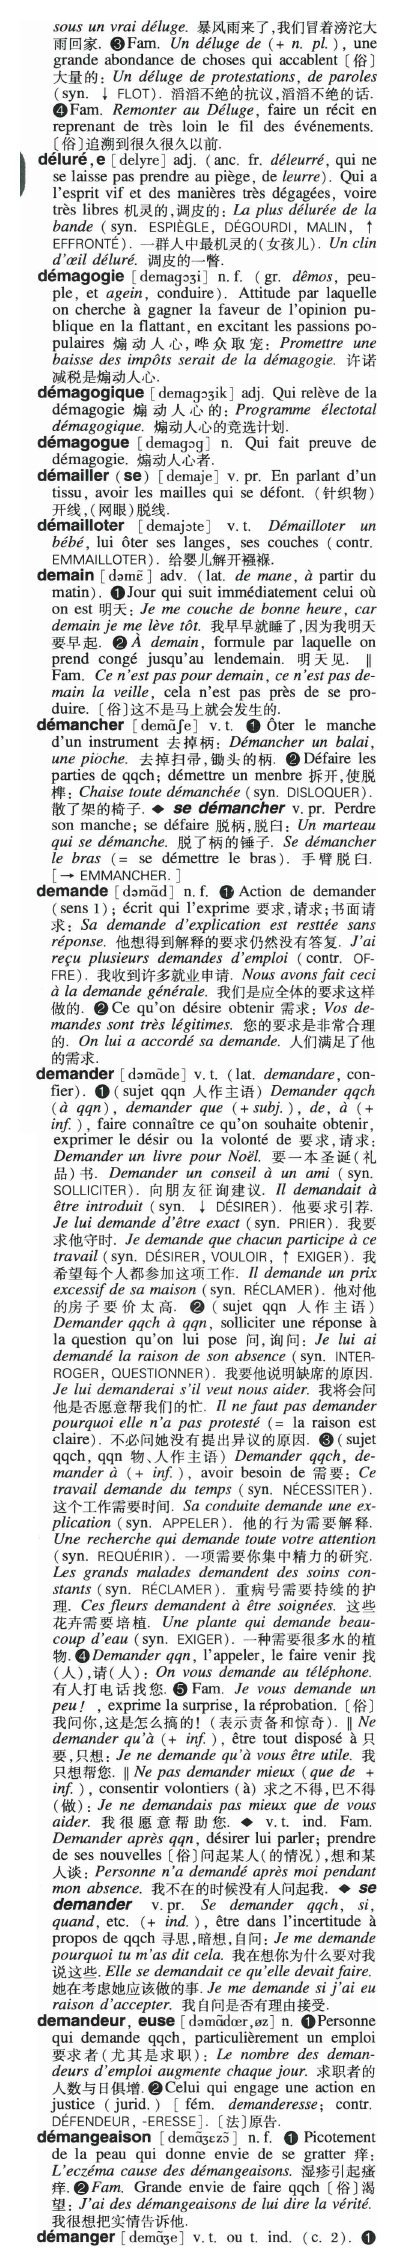 sous un vrai déluge. 暴风雨来了,我们冒着滂沱大
雨回家. ❸Fam. Un déluge de (+ n. pl.), une
grande abondance de choses qui accablent〔俗〕
大量的: Un déluge de protestations, de paroles
(syn. ↓ FLOT). 滔滔不绝的抗议,滔滔不绝的话.
❹Fam. Remonter au Déluge, faire un récit en
reprenant de très loin le fil des événements.
〔俗〕追溯到很久很久以前.
déluré,e [delyre] adj. (anc. fr. déleurré, qui ne
se laisse pas prendre au piège, de leurre). Qui a
l'esprit vif et des manières très dégagées, voire
très libres 机灵的,调皮的: La plus délurée de la
bande (syn. ESPIÈGLE, DÉGOURDI, MALIN, ↑
EFFRONTÉ). 一群人中最机灵的(女孩儿). Un clin
d'œil déluré. 调皮的一瞥.
démagogie [demagɔʒi] n. f. (gr. dêmos, peu-
ple, et agein, conduire). Attitude par laquelle
on cherche à gagner la faveur de l'opinion pu-
blique en la flattant, en excitant les passions po-
pulaires 煽动人心,哗众取宠: Promettre une
baisse des impôts serait de la démagogie. 许诺
减税是煽动人心.
démagogique [demagɔʒik] adj. Qui relève de la
démagogie 煽动人心的: Programme électotal
démagogique. 煽动人心的竞选计划.
démagogue [demagɔg] n. Qui fait preuve de
démagogie. 煽动人心者.
démailler (se) [demaje] v. pr. En parlant d'un
tissu, avoir les mailles qui se défont. (针织物)
开线,(网眼)脱线.
démailloter [demajɔte] v. t. Démailloter un
bébé, lui ôter ses langes, ses couches (contr.
EMMAILLOTER). 给婴儿解开襁褓.
demain [dəmɛ̃] adv. (lat. de mane, à partir du
matin). ❶Jour qui suit immédiatement celui où
on est 明天: Je me couche de bonne heure, car
demain je me lève tôt. 我早早就睡了,因为我明天
要早起. ❷ À demain, formule par laquelle on
prend congé jusqu'au lendemain. 明天见. ‖
Fam. Ce n'est pas pour demain, ce n'est pas de-
main la veille, cela n'est pas près de se pro-
duire. 〔俗〕这不是马上就会发生的.
démancher [demɑ̃ʃe] v. t. ❶ Ôter le manche
d'un instrument 去掉柄: Démancher un balai,
une pioche. 去掉扫帚,锄头的柄. ❷Défaire les
parties de qqch; démettre un menbre 拆开,使脱
榫: Chaise toute démanchée (syn. DISLOQUER).
散了架的椅子. ◆ se démancher v. pr. Perdre
son manche; se défaire 脱柄,脱臼: Un marteau
qui se démanche. 脱了柄的锤子. Se démancher
le bras (= se démettre le bras). 手臂脱臼.
[→ EMMANCHER.]
demande [dəmɑ̃d] n. f. ❶ Action de demander
(sens 1); écrit qui l'exprime 要求,请求;书面请
求: Sa demande d'explication est resttée sans
réponse. 他想得到解释的要求仍然没有答复. J'ai
reçu plusieurs demandes d'emploi (contr. OF-
FRE). 我收到许多就业申请. Nous avons fait ceci
à la demande générale. 我们是应全体的要求这样
做的. ❷Ce qu'on désire obtenir 需求: Vos de-
mandes sont très légitimes. 您的要求是非常合理
的. On lui a accordé sa demande. 人们满足了他
的需求.
demander [dəmɑ̃de] v. t. (lat. demandare, con-
fier). ❶(sujet qqn 人作主语) Demander qqch
(à qqn), demander que (+ subj.), de, à (+
inf.), faire connaître ce qu'on souhaite obtenir,
exprimer le désir ou la volonté de 要求,请求:
Demander un livre pour Noël. 要一本圣诞(礼
品)书. Demander un conseil à un ami (syn.
SOLLICITER). 向朋友征询建议. Il demandait à
être introduit (syn. ↓ DÉSIRER). 他要求引荐.
Je lui demande d'être exact (syn. PRIER). 我要
求他守时. Je demande que chacun participe à ce
travail (syn. DÉSIRER, VOULOIR, ↑ EXIGER). 我
希望每个人都参加这项工作. Il demande un prix
excessif de sa maison (syn. RÉCLAMER). 他对他
的房子要价太高. ❷ (sujet qqn 人作主语)
Demander qqch à qqn, solliciter une réponse à
la question qu'on lui pose 问,询问: Je lui ai
demandé la raison de son absence (syn. INTER-
ROGER, QUESTIONNER). 我要他说明缺席的原因.
Je lui demanderai s'il veut nous aider. 我将会问
他是否愿意帮我们的忙. Il ne faut pas demander
pourquoi elle n'a pas protesté (= la raison est
claire). 不必问她没有提出异议的原因. ❸(sujet
qqch, qqn 物、人作主语) Demander qqch, de-
mander à (+ inf.), avoir besoin de 需要: Ce
travail demande du temps (syn. NÉCESSITER).
这个工作需要时间. Sa conduite demande une ex-
plication (syn. APPELER). 他的行为需要解释.
Une recherche qui demande toute votre attention
(syn. REQUÉRIR). 一项需要你集中精力的研究.
Les grands malades demandent des soins con-
stants (syn. RÉCLAMER). 重病号需要持续的护
理. Ces fleurs demandent à être soignées. 这些
花卉需要培植. Une plante qui demande beau-
coup d'eau (syn. EXIGER). 一种需要很多水的植
物. ❹Demander qqn, l'appeler, le faire venir 找
(人),请(人): On vous demande au téléphone.
有人打电话找您. ❺ Fam. Je vous demande un
peu!, exprime la surprise, la réprobation. 〔俗〕
我问你,这是怎么搞的! (表示责备和惊奇). ‖ Ne
demander qu'à (+ inf.), être tout disposé à 只
要,只想: Je ne demande qu'à vous être utile. 我
只想帮您. ‖ Ne pas demander mieux (que de +
inf.), consentir volontiers (à) 求之不得,巴不得
(做): Je ne demandais pas mieux que de vous
aider. 我很愿意帮助您. ◆ v. t. ind. Fam.
Demander après qqn, désirer lui parler; prendre
de ses nouvelles〔俗〕问起某人(的情况),想和某
人谈: Personne n'a demandé après moi pendant
mon absence. 我不在的时候没有人问起我. ◆ se
demander v. pr. Se demander qqch, si,
quand, etc. (+ ind.), être dans l'incertitude à
propos de qqch 寻思,暗想,自问: Je me demande
pourquoi tu m'as dit cela. 我在想你为什么要对我
说这些. Elle se demandait ce qu'elle devait faire.
她在考虑她应该做的事. Je me demande si j'ai eu
raison d'accepter. 我自问是否有理由接受.
demandeur, euse [dəmɑ̃dœr,øz] n. ❶Personne
qui demande qqch, particulièrement un emploi
要求者(尤其是求职): Le nombre des deman-
deurs d'emploi augmente chaque jour. 求职者的
人数与日俱增. ❷Celui qui engage une action en
justice (jurid.) [fém. demanderesse; contr.
DÉFENDEUR, -ERESSE]. 〔法〕原告.
démangeaison [demɑ̃ʒɛzɔ̃] n. f. ❶ Picotement
de la peau qui donne envie de se gratter 痒:
L'eczéma cause des démangeaisons. 湿疹引起瘙
痒. ❷Fam. Grande envie de faire qqch〔俗〕渴
望: J'ai des démangeaisons de lui dire la vérité.
我很想把实情告诉他.
démanger [demɑ̃ʒe] v. t. ou t. ind. (c. 2). ❶